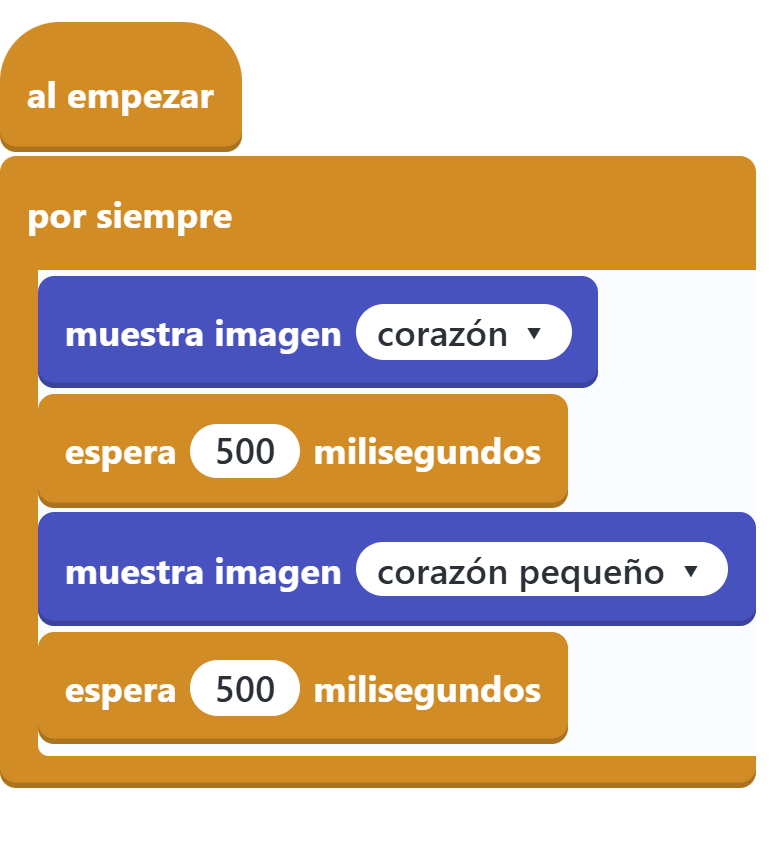 al empezar
por siempre
muestra imagen corazón ▼
espera 500 milisegundos
muestra imagen corazón pequeño ▼
espera 500 milisegundos